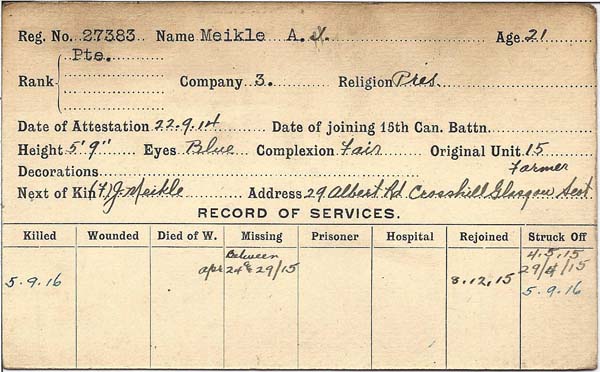 Reg. No. 27383 Name Meikle A. Age 21
Pte.
Rank Company 3. Religion Pres.
Date of Attestation 22.9.14 Date of joining 15th Can. Battn.
Height 5' 9" Eyes Blue Complexion Fair Original Unit 15
Decorations Farmer
Next of Kin (F) J. Meikle Address 29 Albert Rd Crosshill Glasgow Scot
RECORD OF SERVICES.
Killed Wounded Died of W. Missing Prisoner Hospital Rejoined Struck Off
Between 4.5.15
apr 24 & 29/15 29/4/15
5.9.16 8.12.15 5.9.16